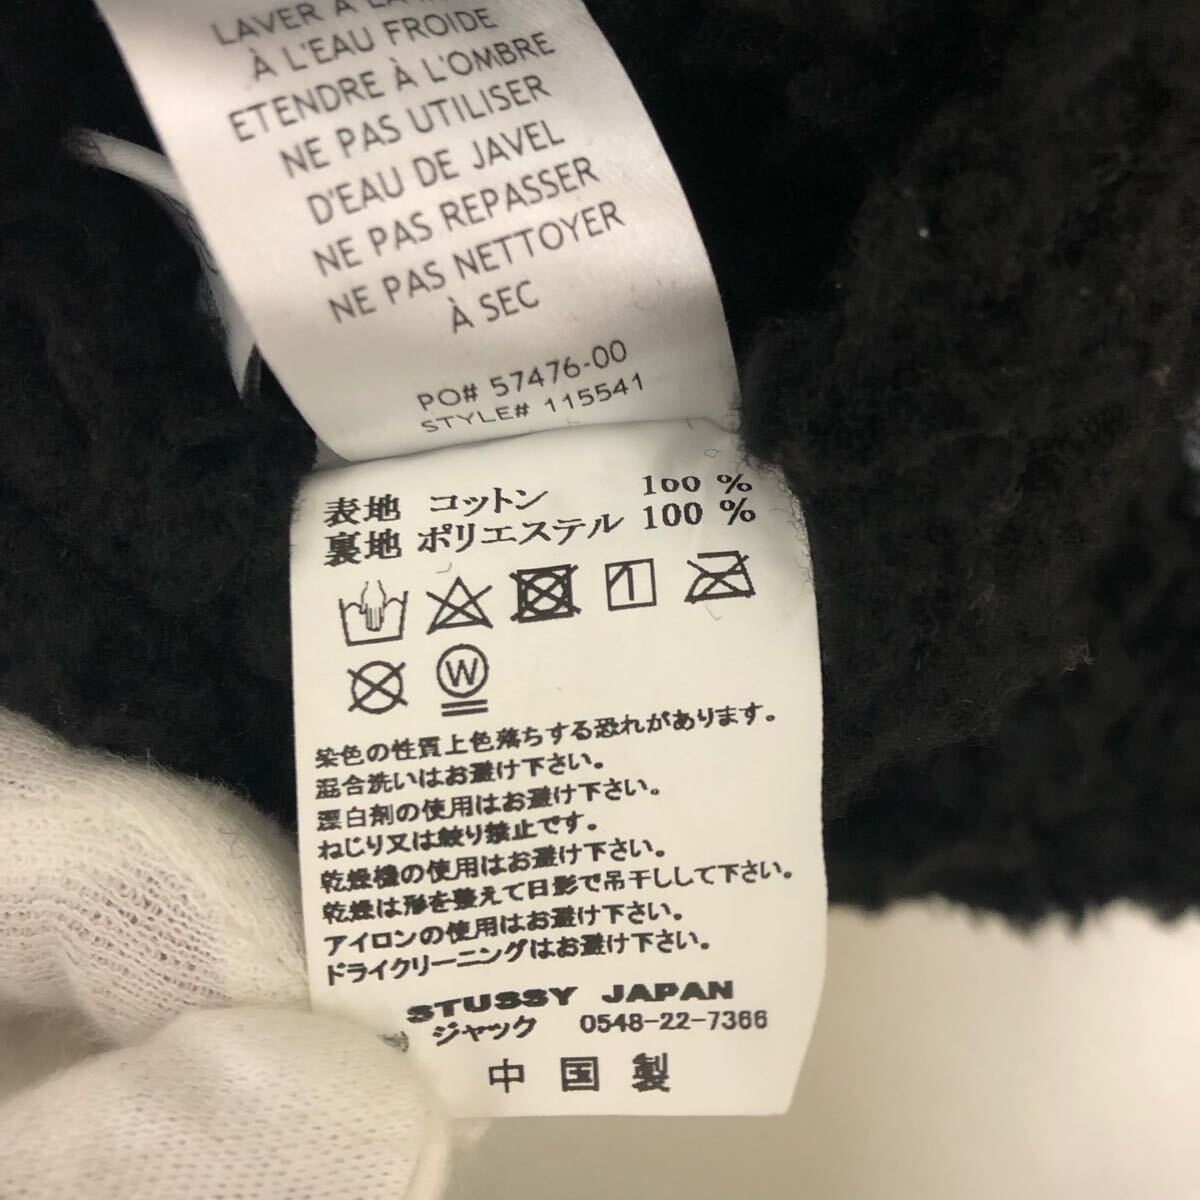 LAVER À LA
À L'EAU FROIDE
ETENDRE À L'OMBRE
NE PAS UTILISER
D'EAU DE JAVEL
NE PAS REPASSER
NE PAS NETTOYER
À SEC
PO# 57476-00
STYLE# 115541
表地 コットン 100 %
裏地 ポリエステル 100 %
W
染色の性質上色落ちする恐れがあります。
混合洗いはお避け下さい。
漂白剤の使用はお避け下さい。
ねじり又は絞り禁止です。
乾燥機の使用はお避け下さい。
乾燥は形を整えて日影で吊干しして下さい。
アイロンの使用はお避け下さい。
ドライクリーニングはお避け下さい。
STUSSY JAPAN
ジャック 0548-22-7366
中国製